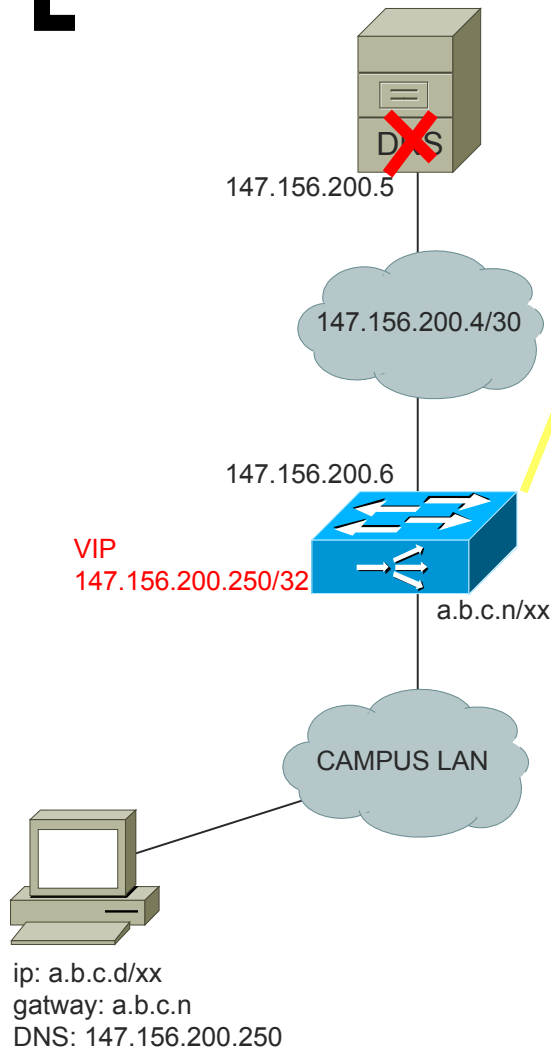 DNS
147.156.200.5
147.156.200.4/30
147.156.200.6
VIP
147.156.200.250/32
a.b.c.n/xx
CAMPUS LAN
ip: a.b.c.d/xx
gatway: a.b.c.n
DNS: 147.156.200.250